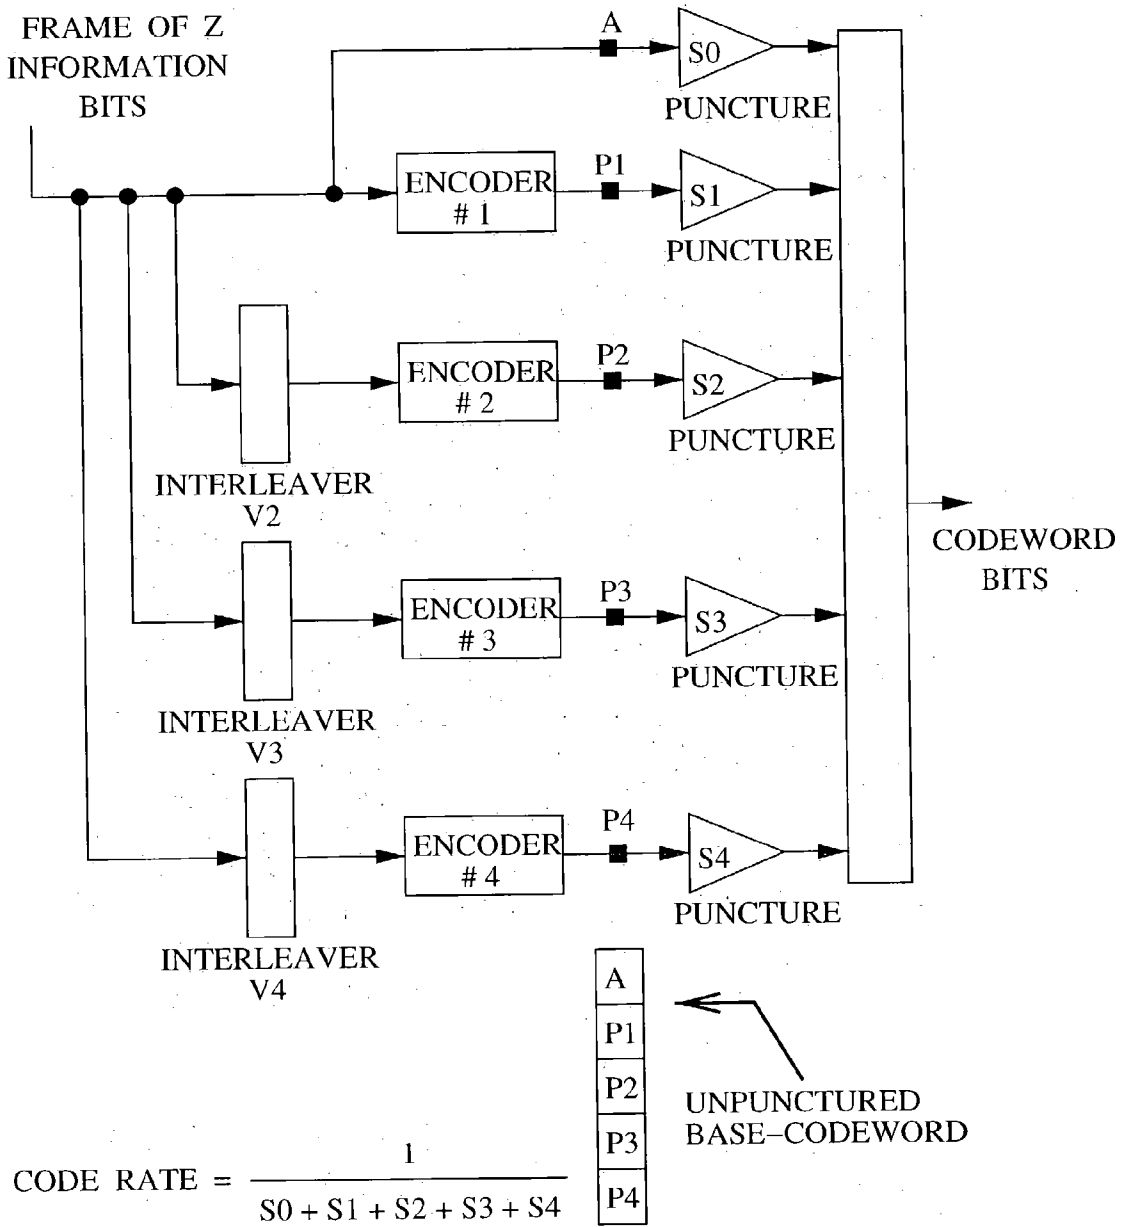 FRAME OF Z
INFORMATION
BITS
A
S0
PUNCTURE
ENCODER
# 1
P1
S1
PUNCTURE
INTERLEAVER
V2
ENCODER
# 2
P2
S2
PUNCTURE
INTERLEAVER
V3
ENCODER
# 3
P3
S3
PUNCTURE
INTERLEAVER
V4
ENCODER
# 4
P4
S4
PUNCTURE
CODEWORD
BITS
A
P1
P2
P3
P4
UNPUNCTURED
BASE–CODEWORD
CODE RATE =
1
S0 + S1 + S2 + S3 + S4